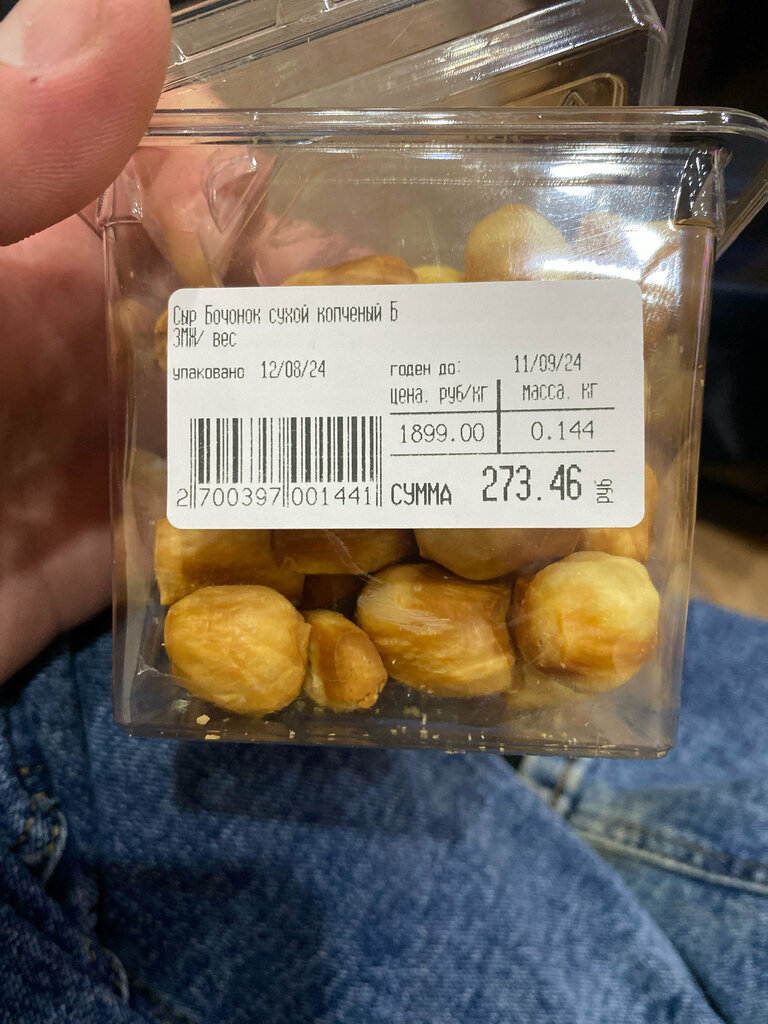 Сыр Бочонок сухой копченый Б
ЗМЖ/ вес
упаковано 12/08/24 годен до: 11/09/24
цена, руб/кг масса, кг
1899.00 0.144
2 700397 001441 СУММА 273.46 руб